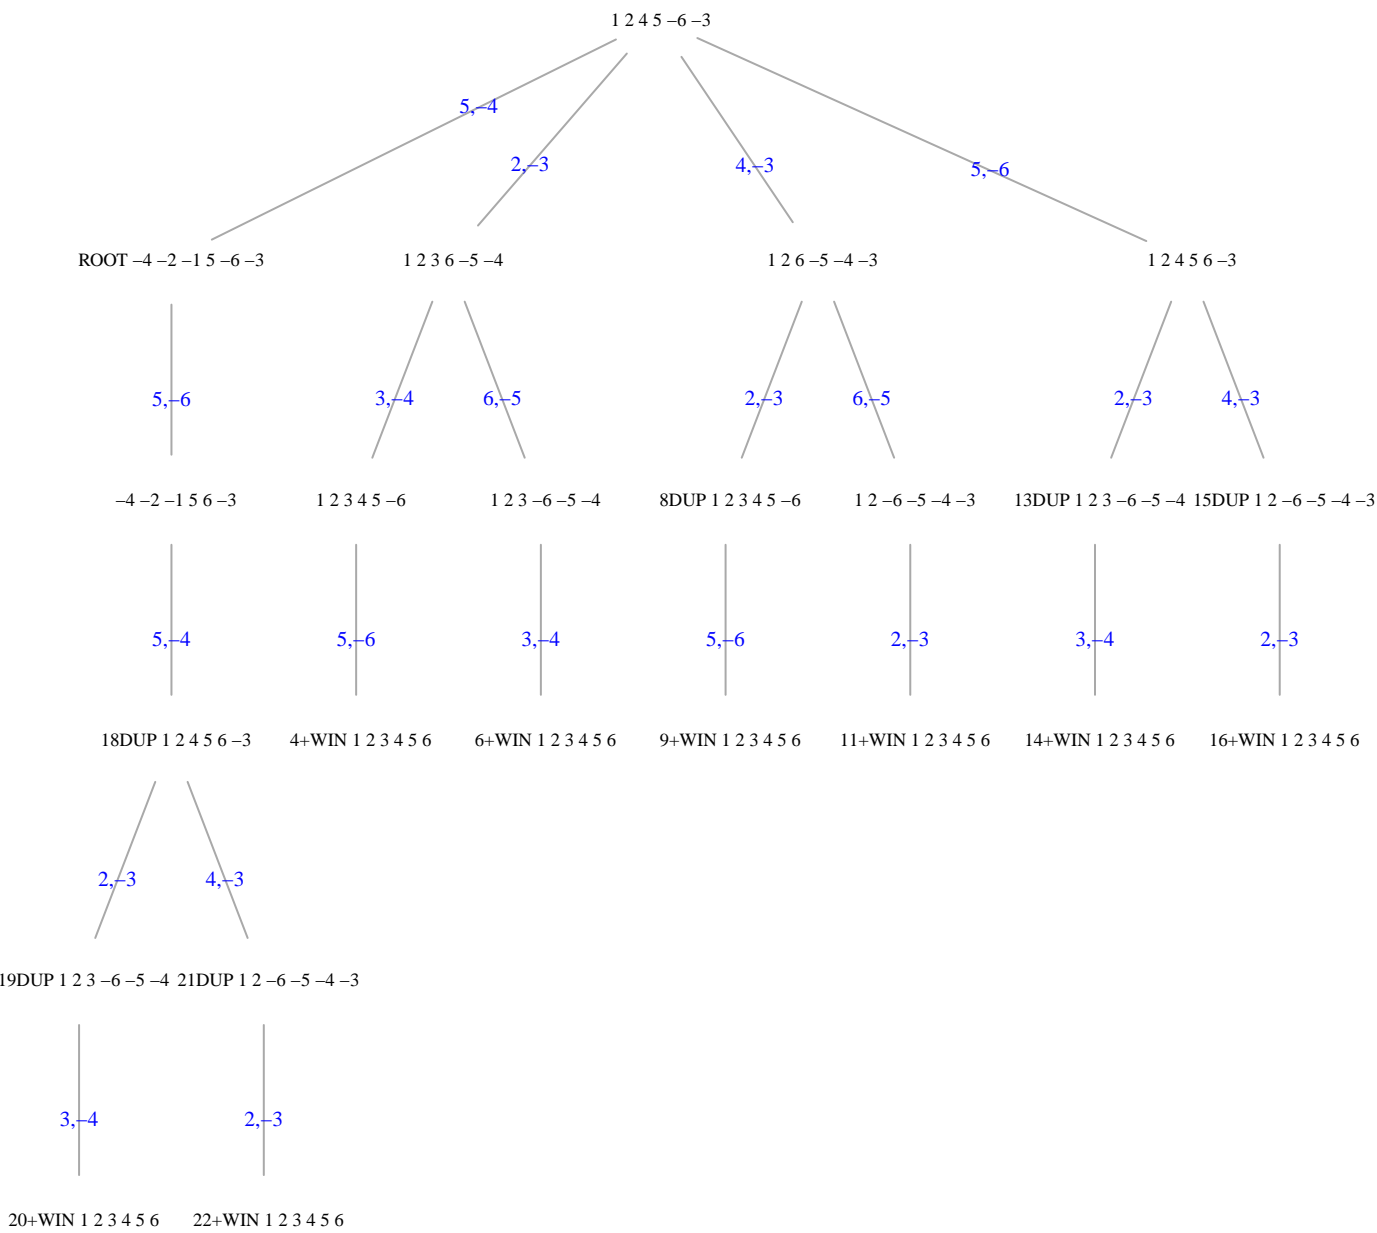 1 2 4 5 –6 –3
5,–4
2,–3
4,–3
5,–6
ROOT –4 –2 –1 5 –6 –3
1 2 3 6 –5 –4
1 2 6 –5 –4 –3
1 2 4 5 6 –3
5,–6
3,–4
6,–5
2,–3
6,–5
2,–3
4,–3
–4 –2 –1 5 6 –3
1 2 3 4 5 –6
1 2 3 –6 –5 –4
8DUP 1 2 3 4 5 –6
1 2 –6 –5 –4 –3
13DUP 1 2 3 –6 –5 –4
15DUP 1 2 –6 –5 –4 –3
5,–4
5,–6
3,–4
5,–6
2,–3
3,–4
2,–3
18DUP 1 2 4 5 6 –3
4+WIN 1 2 3 4 5 6
6+WIN 1 2 3 4 5 6
9+WIN 1 2 3 4 5 6
11+WIN 1 2 3 4 5 6
14+WIN 1 2 3 4 5 6
16+WIN 1 2 3 4 5 6
2,–3
4,–3
19DUP 1 2 3 –6 –5 –4
21DUP 1 2 –6 –5 –4 –3
3,–4
2,–3
20+WIN 1 2 3 4 5 6
22+WIN 1 2 3 4 5 6